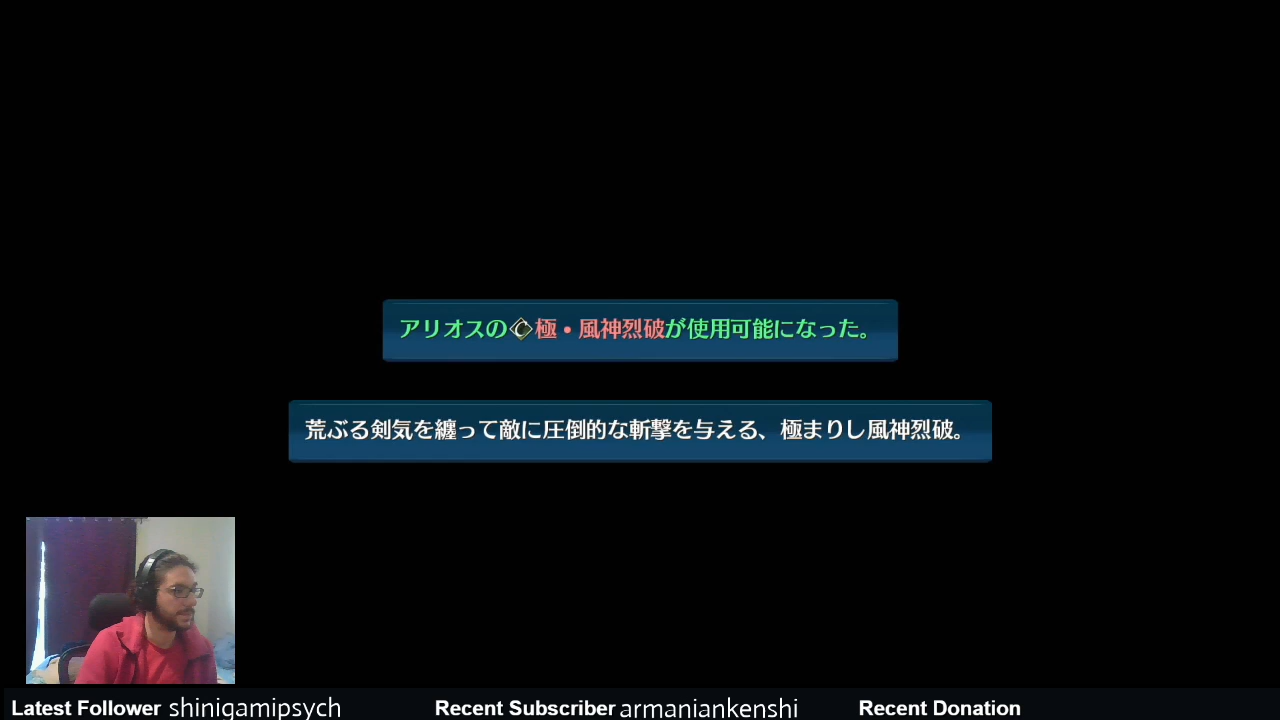 アリオスの極・風神烈破が使用可能になった。
荒ぶる剣気を纏って敵に圧倒的な斬撃を与える、極まりし風神烈破。
Latest Follower shinigamipsych Recent Subscriber armaniankenshi Recent Donation